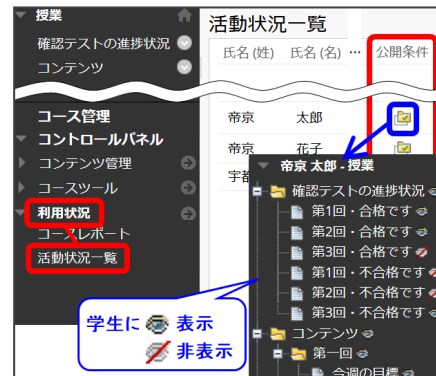 授業
確認テストの進捗状況
コンテンツ
コース管理
コントロールパネル
コンテンツ管理
コースツール
利用状況
コースレポート
活動状況一覧
活動状況一覧
氏名 (姓) 氏名 (名) ... 公開条件
帝京 太郎
帝京 花子
帝京 太郎 - 授業
確認テストの進捗状況
第1回・合格です
第2回・合格です
第3回・合格です
第1回・不合格です
第2回・不合格です
第3回・不合格です
コンテンツ
第一回
今週の目標
学生に 表示
非表示